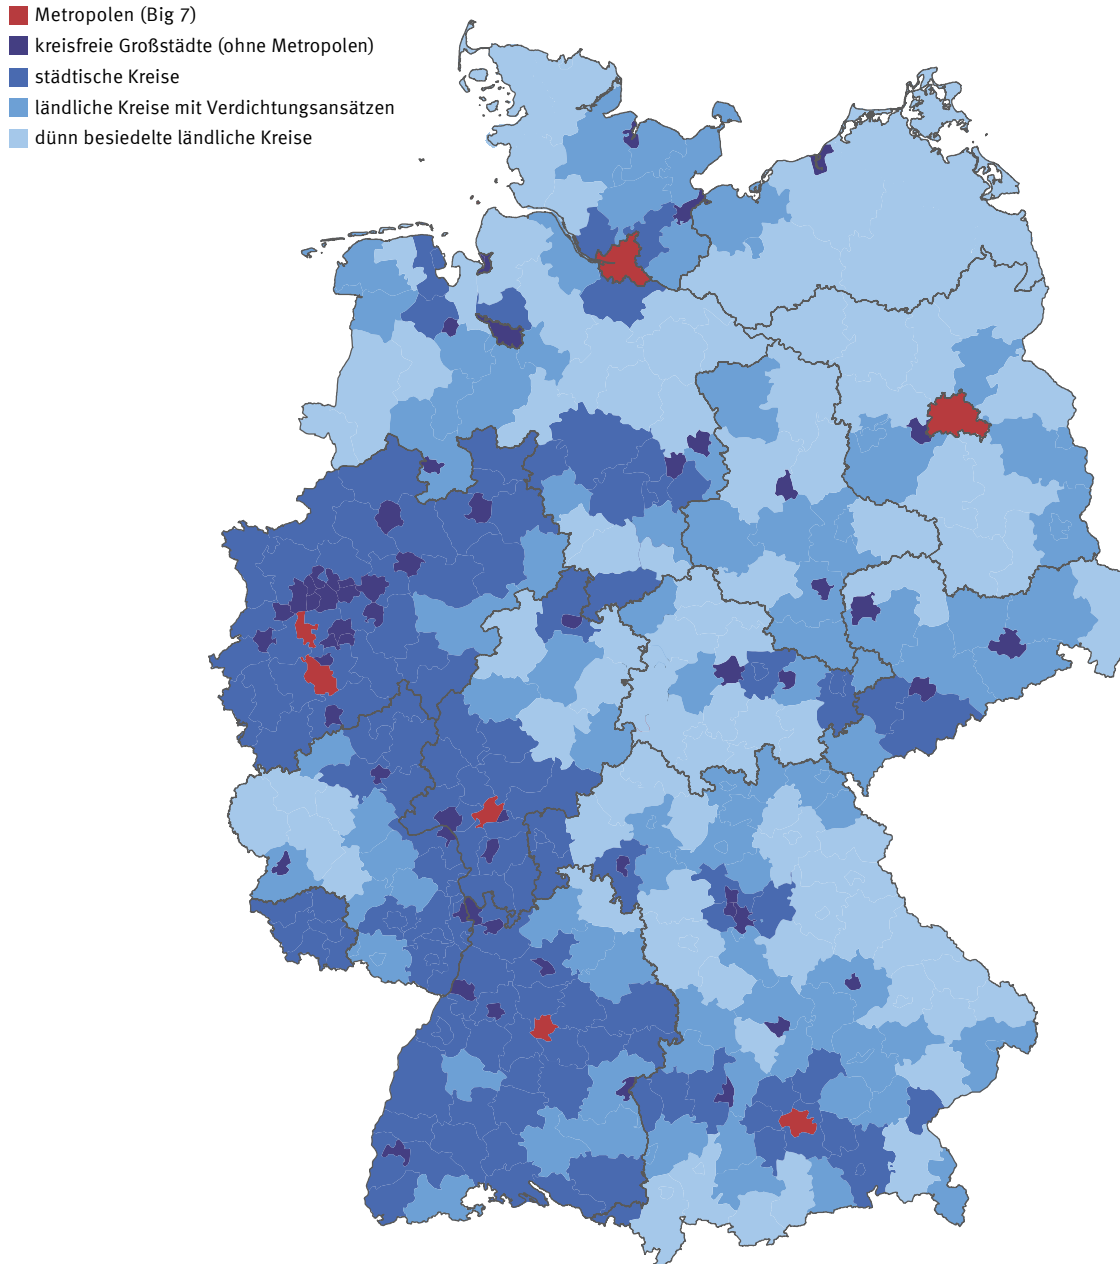 Metropolen (Big 7)
kreisfreie Großstädte (ohne Metropolen)
städtische Kreise
ländliche Kreise mit Verdichtungsansätzen
dünn besiedelte ländliche Kreise